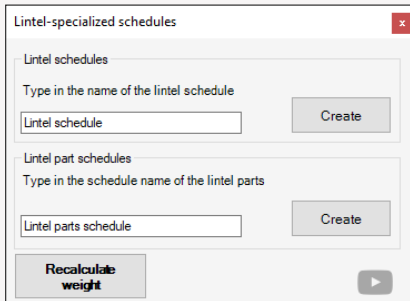 Lintel-specialized schedules
x
Lintel schedules
Type in the name of the lintel schedule
Lintel schedule
Create
Lintel part schedules
Type in the schedule name of the lintel parts
Lintel parts schedule
Create
Recalculate
weight